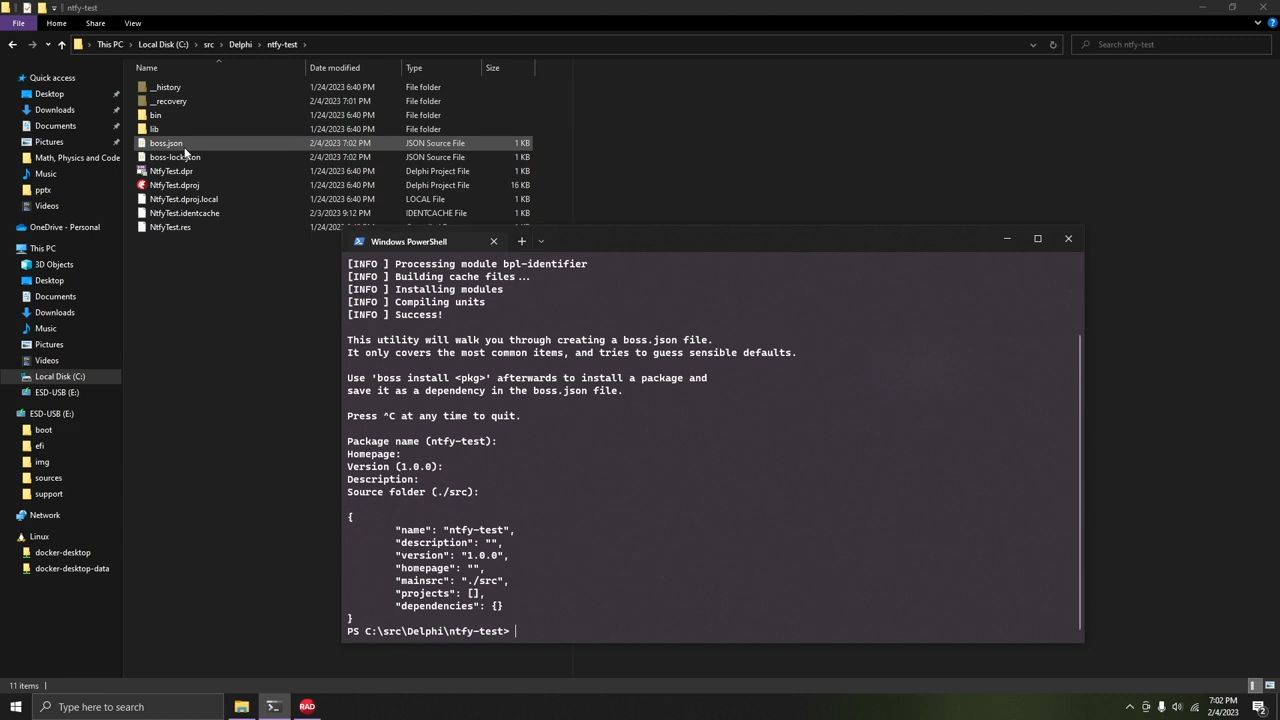 ntfy-test
File Home Share View
This PC Local Disk (C:) src Delphi ntfy-test
Search ntfy-test
Name Date modified Type Size
Quick access
Desktop
Downloads
Documents
Pictures
Math, Physics and Code
Music
pptx
Videos
OneDrive - Personal
This PC
3D Objects
Desktop
Documents
Downloads
Music
Pictures
Videos
Local Disk (C:)
ESD-USB (E:)
ESD-USB (E:)
boot
efi
img
sources
support
Network
Linux
docker-desktop
docker-desktop-data
__history 1/24/2023 6:40 PM File folder
__recovery 2/4/2023 7:01 PM File folder
bin 1/24/2023 6:40 PM File folder
lib 1/24/2023 6:40 PM File folder
boss.json 2/4/2023 7:02 PM JSON Source File 1 KB
boss-lock.json 2/4/2023 7:02 PM JSON Source File 1 KB
NtfyTest.dpr 1/24/2023 6:40 PM Delphi Project File 1 KB
NtfyTest.dproj 1/24/2023 6:40 PM Delphi Project File 16 KB
NtfyTest.dproj.local 1/24/2023 6:40 PM LOCAL File 1 KB
NtfyTest.identcache 2/3/2023 9:12 PM IDENTCACHE File 1 KB
NtfyTest.res
Windows PowerShell
[INFO ] Processing module bpl-identifier
[INFO ] Building cache files...
[INFO ] Installing modules
[INFO ] Compiling units
[INFO ] Success!
This utility will walk you through creating a boss.json file.
It only covers the most common items, and tries to guess sensible defaults.
Use 'boss install <pkg>' afterwards to install a package and
save it as a dependency in the boss.json file.
Press ^C at any time to quit.
Package name (ntfy-test):
Homepage:
Version (1.0.0):
Description:
Source folder (./src):
{
"name": "ntfy-test",
"description": "",
"version": "1.0.0",
"homepage": "",
"mainsrc": "./src",
"projects": [],
"dependencies": {}
}
PS C:\src\Delphi\ntfy-test>
11 items
Type here to search
RAD
7:02 PM
2/4/2023
2